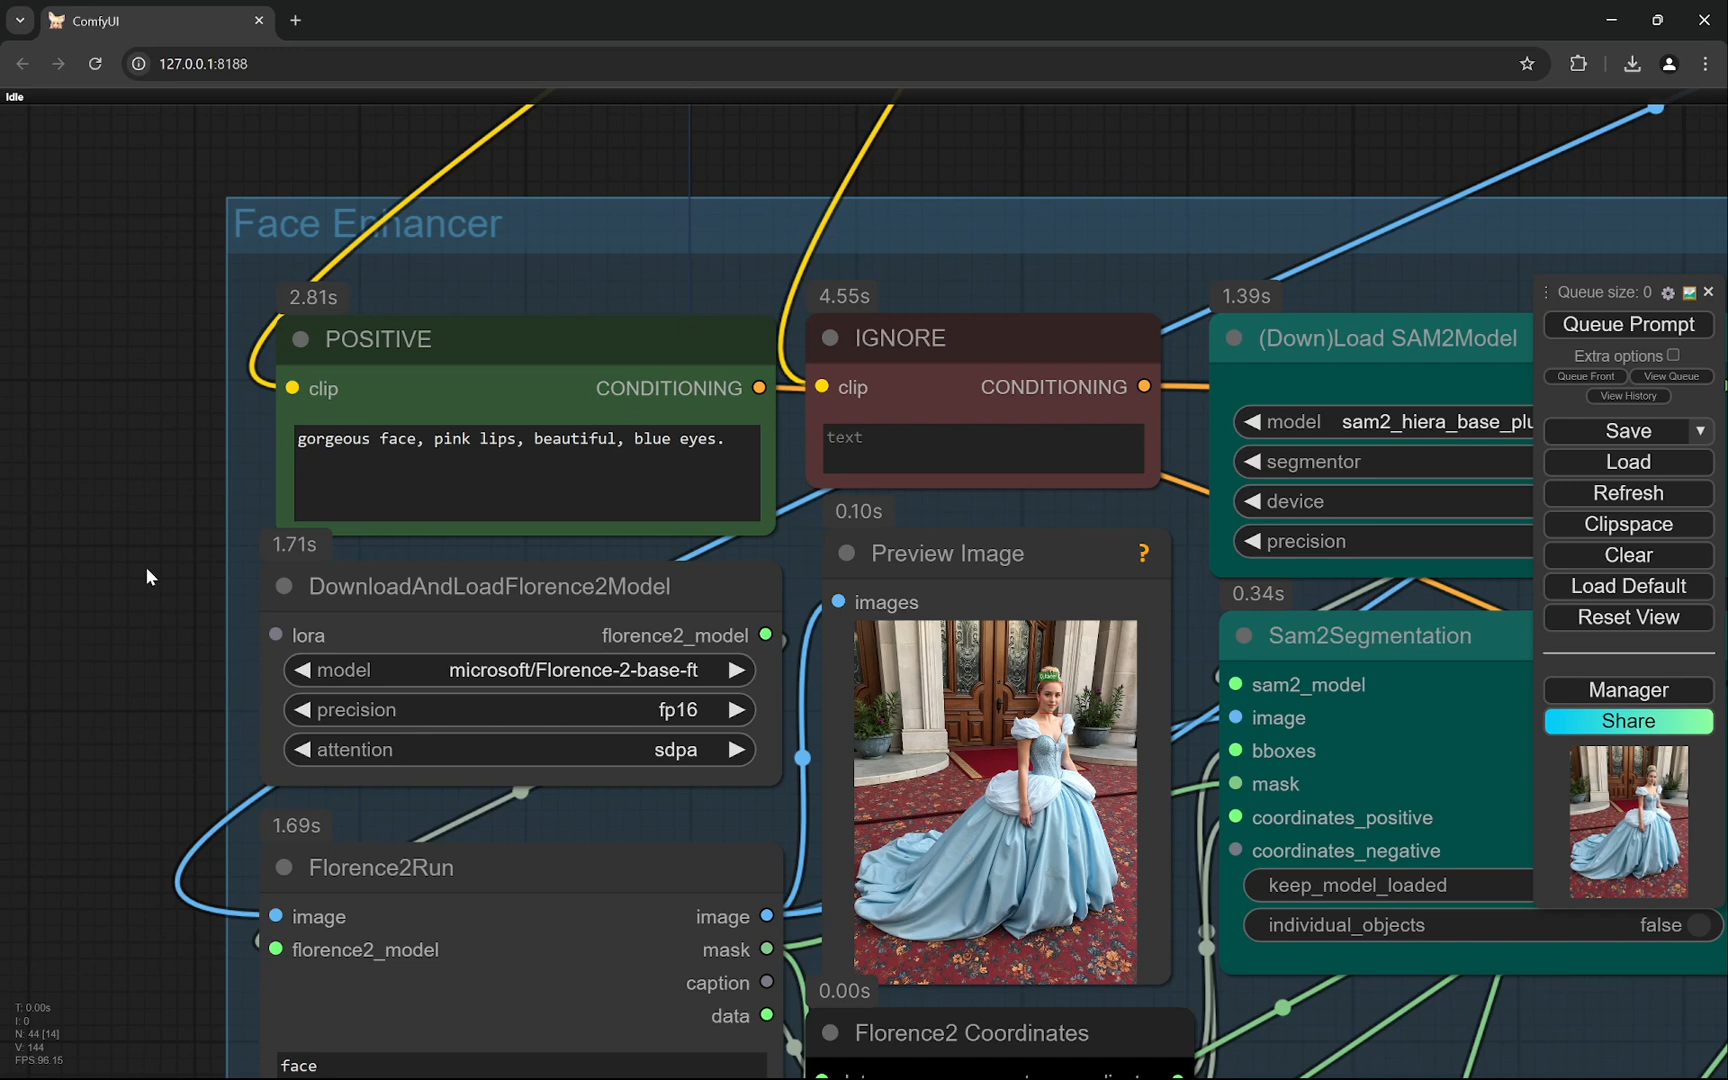 ComfyUI
127.0.0.1:8188
Idle
Face Enhancer
2.81s
POSITIVE
clip
CONDITIONING
gorgeous face, pink lips, beautiful, blue eyes.
4.55s
IGNORE
clip
CONDITIONING
text
1.39s
(Down)Load SAM2Model
model
sam2_hiera_base_plu
segmentor
device
precision
1.71s
DownloadAndLoadFlorence2Model
lora
florence2_model
model
microsoft/Florence-2-base-ft
precision
fp16
attention
sdpa
0.10s
Preview Image
?
images
0.34s
Sam2Segmentation
sam2_model
image
bboxes
mask
coordinates_positive
coordinates_negative
keep_model_loaded
individual_objects
false
1.69s
Florence2Run
image
image
florence2_model
mask
caption
data
face
0.00s
Florence2 Coordinates
Queue size: 0
Queue Prompt
Extra options
Queue Front
View Queue
View History
Save
Load
Refresh
Clipspace
Clear
Load Default
Reset View
Manager
Share
T: 0.00s
I: 0
N: 44 [14]
V: 144
FPS:96.15